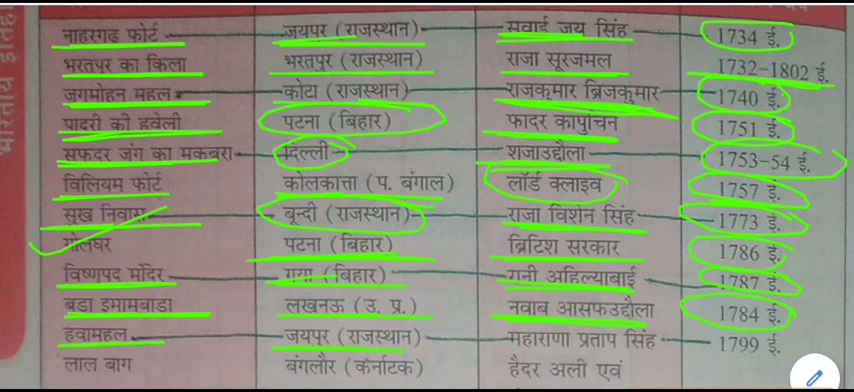 भारतीय इतिहा
नाहरगढ़ फोर्ट जयपुर (राजस्थान) सवाई जय सिंह 1734 ई.
भरतपुर का किला भरतपुर (राजस्थान) राजा सूरजमल 1732-1802 ई.
जगमोहन महल कोटा (राजस्थान) राजकुमार ब्रिजकुमार 1740 ई.
पादरी की हवेली पटना (बिहार) फादर कापुचिन 1751 ई.
सफदर जंग का मकबरा दिल्ली शुजाउद्दौला 1753-54 ई.
विलियम फोर्ट कोलकात्ता (प. बंगाल) लॉर्ड क्लाइव 1757 ई.
सुख निवास बून्दी (राजस्थान) राजा विशेन सिंह 1773 ई.
गोलघर पटना (बिहार) ब्रिटिश सरकार 1786 ई.
विष्णुपद मंदिर गया (बिहार) रानी अहिल्याबाई 1787 ई.
बड़ा इमामबाड़ा लखनऊ (उ. प्र.) नवाब आसफउद्दौला 1784 ई.
हवामहल जयपुर (राजस्थान) महाराणा प्रताप सिंह 1799 ई.
लाल बाग बंगलौर (कर्नाटक) हैदर अली एवं